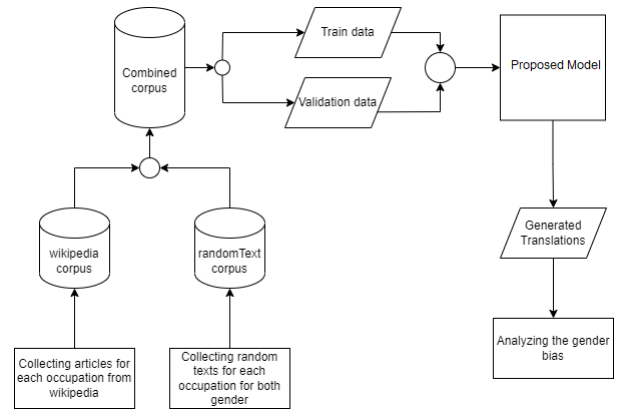 Combined
corpus
Train data
Validation data
Proposed Model
wikipedia
corpus
randomText
corpus
Generated
Translations
Collecting articles for
each occupation from
wikipedia
Collecting random
texts for each
occupation for both
gender
Analyzing the gender
bias